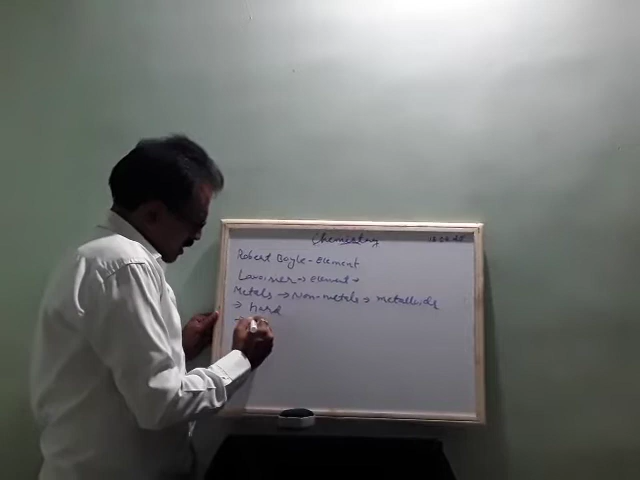 Chemistry
Robert Boyle - Element
Lavoisier → Element →
Metals → Non-metals → Metalloids
→ Hard
→